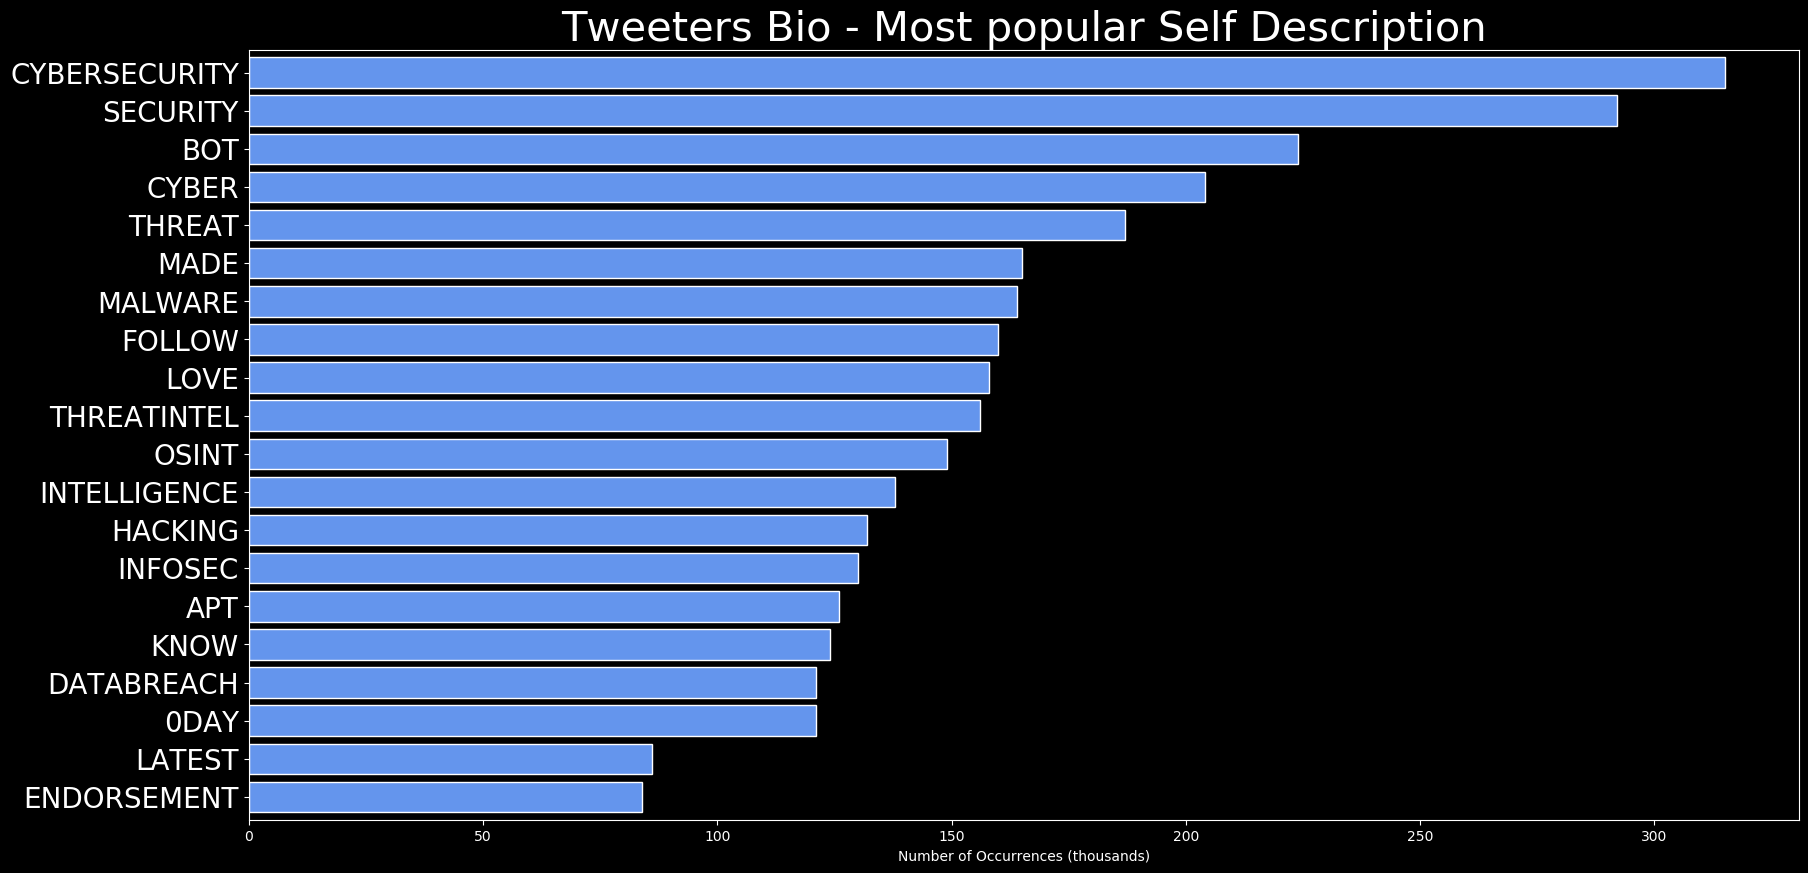 Tweeters Bio - Most popular Self Description
CYBERSECURITY
SECURITY
BOT
CYBER
THREAT
MADE
MALWARE
FOLLOW
LOVE
THREATINTEL
OSINT
INTELLIGENCE
HACKING
INFOSEC
APT
KNOW
DATABREACH
0DAY
LATEST
ENDORSEMENT
0 50 100 150 200 250 300
Number of Occurrences (thousands)